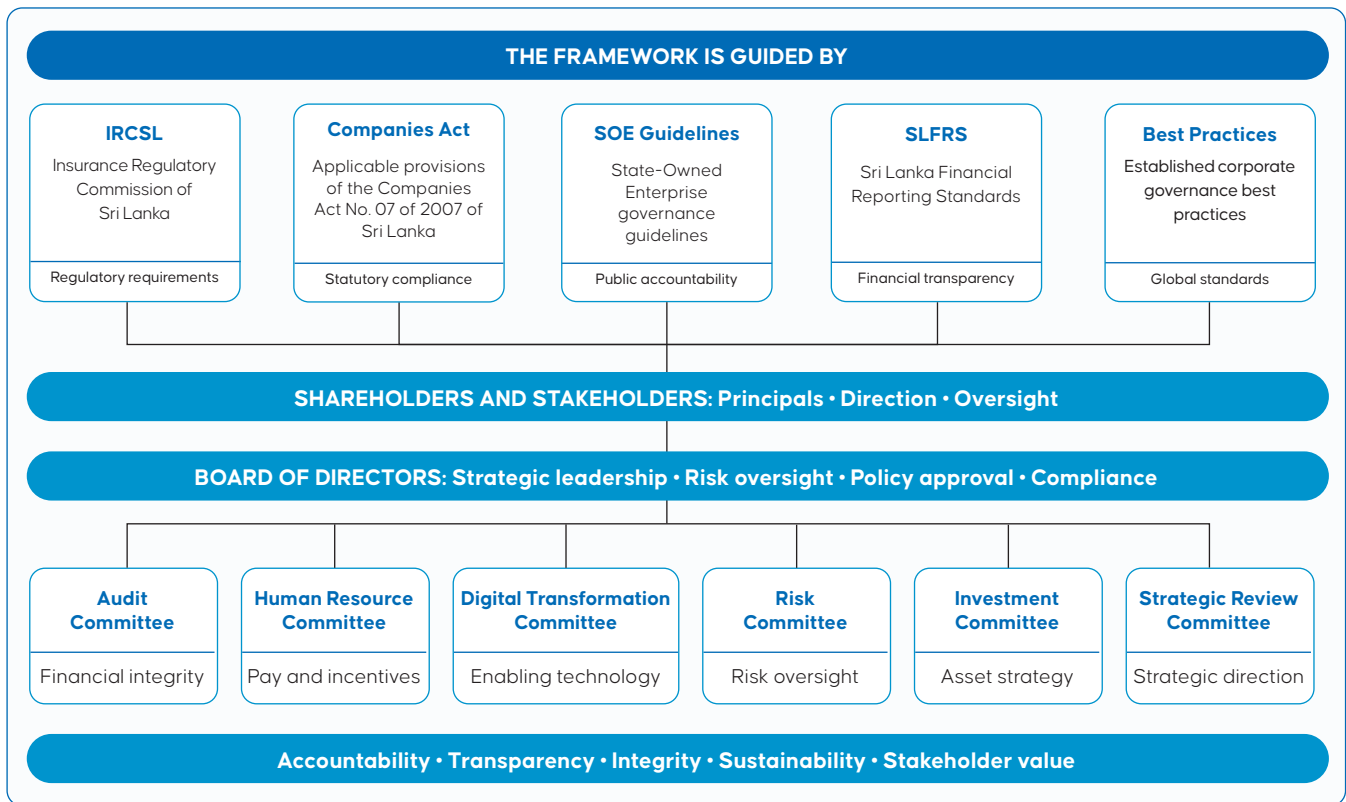 THE FRAMEWORK IS GUIDED BY
IRCSL
Insurance Regulatory
Commission of
Sri Lanka
Regulatory requirements
Companies Act
Applicable provisions
of the Companies
Act No. 07 of 2007 of
Sri Lanka
Statutory compliance
SOE Guidelines
State-Owned
Enterprise
governance
guidelines
Public accountability
SLFRS
Sri Lanka Financial
Reporting Standards
Financial transparency
Best Practices
Established corporate
governance best
practices
Global standards
SHAREHOLDERS AND STAKEHOLDERS: Principals • Direction • Oversight
BOARD OF DIRECTORS: Strategic leadership • Risk oversight • Policy approval • Compliance
Audit
Committee
Financial integrity
Human Resource
Committee
Pay and incentives
Digital Transformation
Committee
Enabling technology
Risk
Committee
Risk oversight
Investment
Committee
Asset strategy
Strategic Review
Committee
Strategic direction
Accountability • Transparency • Integrity • Sustainability • Stakeholder value